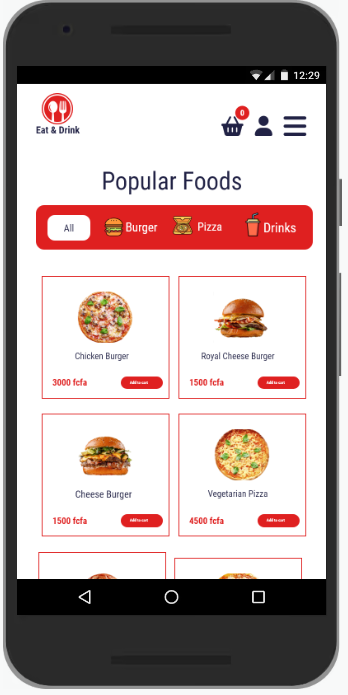 12:29
0
Eat & Drink
Popular Foods
All
Burger
Pizza
Drinks
Chicken Burger
3000 fcfa
Add to cart
Royal Cheese Burger
1500 fcfa
Add to cart
Cheese Burger
1500 fcfa
Add to cart
Vegetarian Pizza
4500 fcfa
Add to cart